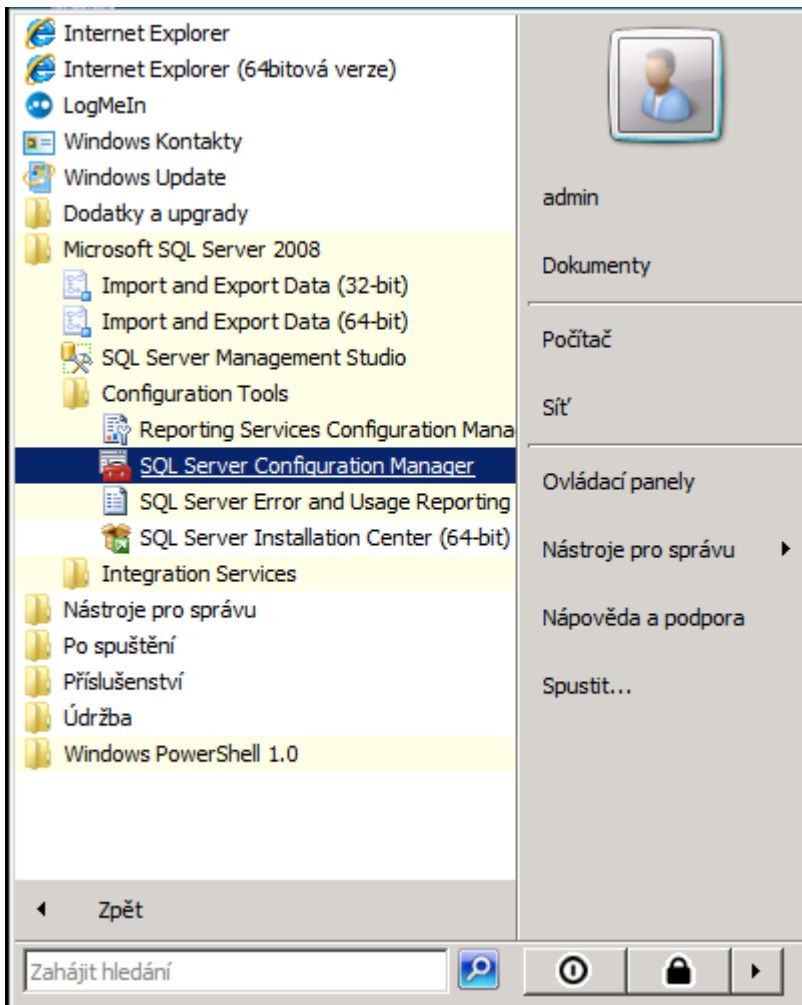 Internet Explorer
Internet Explorer (64bitová verze)
LogMeIn
Windows Kontakty
Windows Update
Dodatky a upgrady
Microsoft SQL Server 2008
Import and Export Data (32-bit)
Import and Export Data (64-bit)
SQL Server Management Studio
Configuration Tools
Reporting Services Configuration Mana
SQL Server Configuration Manager
SQL Server Error and Usage Reporting
SQL Server Installation Center (64-bit)
Integration Services
Nástroje pro správu
Po spuštění
Příslušenství
Údržba
Windows PowerShell 1.0
Zpět
Zahájit hledání
admin
Dokumenty
Počítač
Síť
Ovládací panely
Nástroje pro správu
Nápověda a podpora
Spustit...